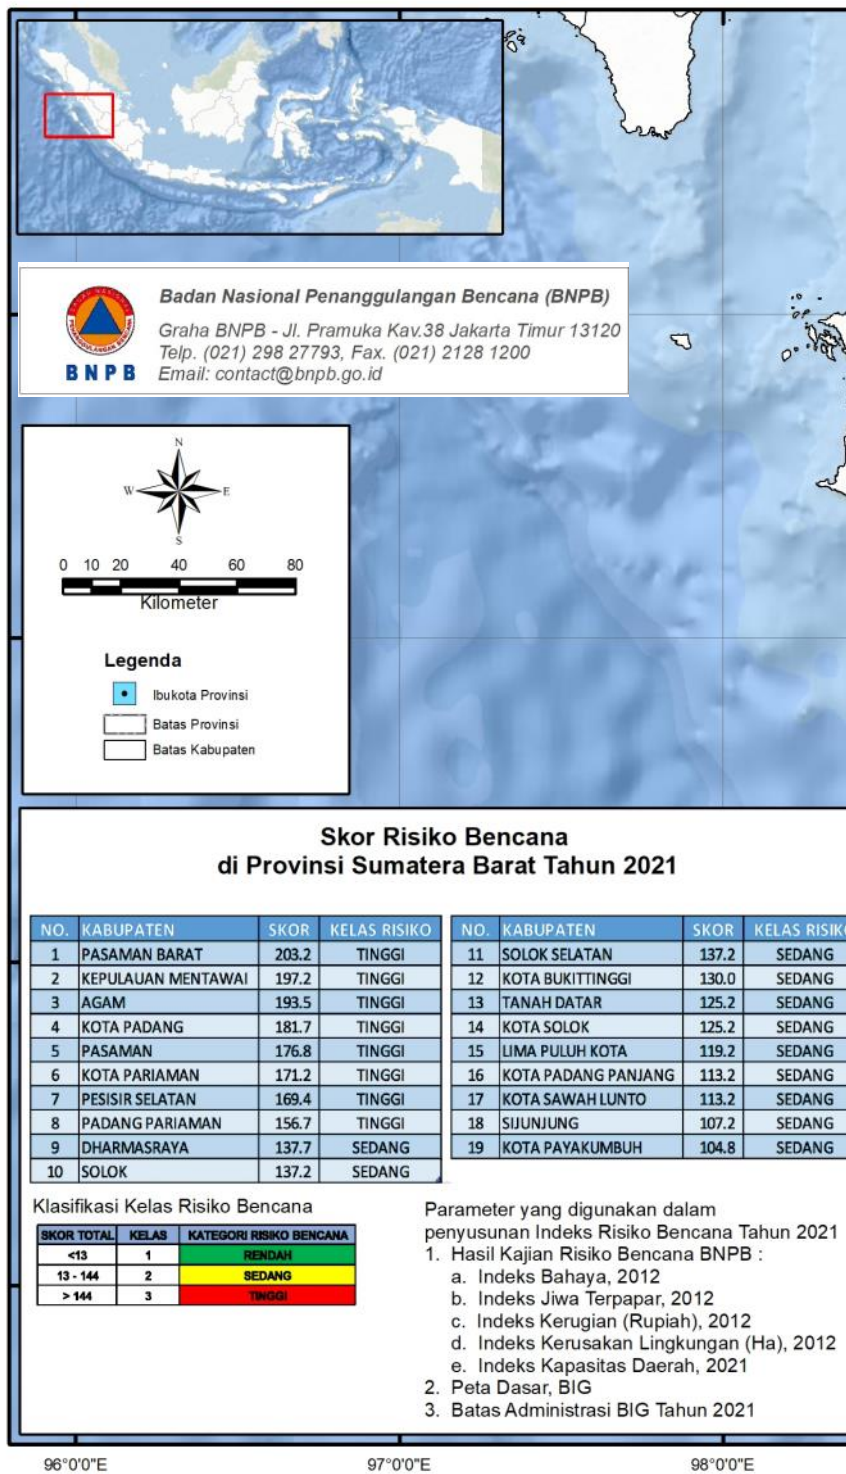 Badan Nasional Penanggulangan Bencana (BNPB)
Graha BNPB - Jl. Pramuka Kav.38 Jakarta Timur 13120
Telp. (021) 298 27793, Fax. (021) 2128 1200
Email: contact@bnpb.go.id
BNPB
N
W E
S
0 10 20 40 60 80
Kilometer
Legenda
Ibukota Provinsi
Batas Provinsi
Batas Kabupaten
Skor Risiko Bencana
di Provinsi Sumatera Barat Tahun 2021
NO. KABUPATEN SKOR KELAS RISIKO
1 PASAMAN BARAT 203.2 TINGGI
2 KEPULAUAN MENTAWAI 197.2 TINGGI
3 AGAM 193.5 TINGGI
4 KOTA PADANG 181.7 TINGGI
5 PASAMAN 176.8 TINGGI
6 KOTA PARIAMAN 171.2 TINGGI
7 PESISIR SELATAN 169.4 TINGGI
8 PADANG PARIAMAN 156.7 TINGGI
9 DHARMASRAYA 137.7 SEDANG
10 SOLOK 137.2 SEDANG
NO. KABUPATEN SKOR KELAS RISIKO
11 SOLOK SELATAN 137.2 SEDANG
12 KOTA BUKITTINGGI 130.0 SEDANG
13 TANAH DATAR 125.2 SEDANG
14 KOTA SOLOK 125.2 SEDANG
15 LIMA PULUH KOTA 119.2 SEDANG
16 KOTA PADANG PANJANG 113.2 SEDANG
17 KOTA SAWAH LUNTO 113.2 SEDANG
18 SIJUNJUNG 107.2 SEDANG
19 KOTA PAYAKUMBUH 104.8 SEDANG
Klasifikasi Kelas Risiko Bencana
SKOR TOTAL KELAS KATEGORI RISIKO BENCANA
<13 1 RENDAH
13 - 144 2 SEDANG
> 144 3 TINGGI
Parameter yang digunakan dalam
penyusunan Indeks Risiko Bencana Tahun 2021
1. Hasil Kajian Risiko Bencana BNPB :
a. Indeks Bahaya, 2012
b. Indeks Jiwa Terpapar, 2012
c. Indeks Kerugian (Rupiah), 2012
d. Indeks Kerusakan Lingkungan (Ha), 2012
e. Indeks Kapasitas Daerah, 2021
2. Peta Dasar, BIG
3. Batas Administrasi BIG Tahun 2021
96°0'0"E 97°0'0"E 98°0'0"E